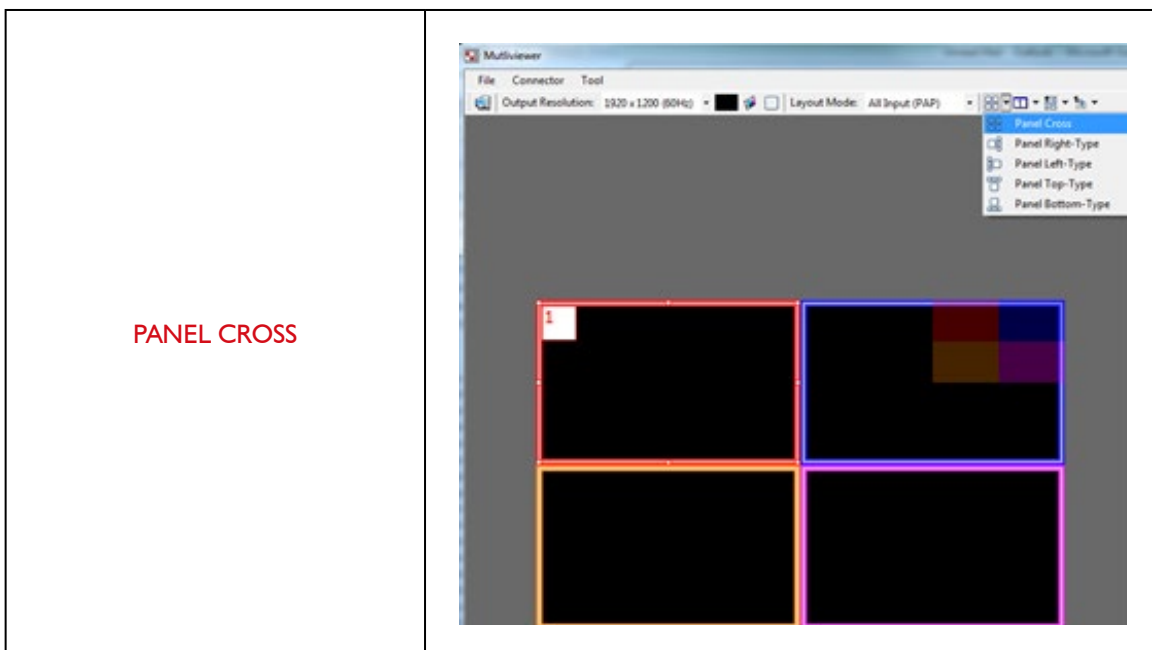 PANEL CROSS
Mutliviewer
File Connector Tool
Output Resolution: 1920 x 1200 (60Hz) Layout Mode: All Input (PAP)
Panel Cross
Panel Right-Type
Panel Left-Type
Panel Top-Type
Panel Bottom-Type
1